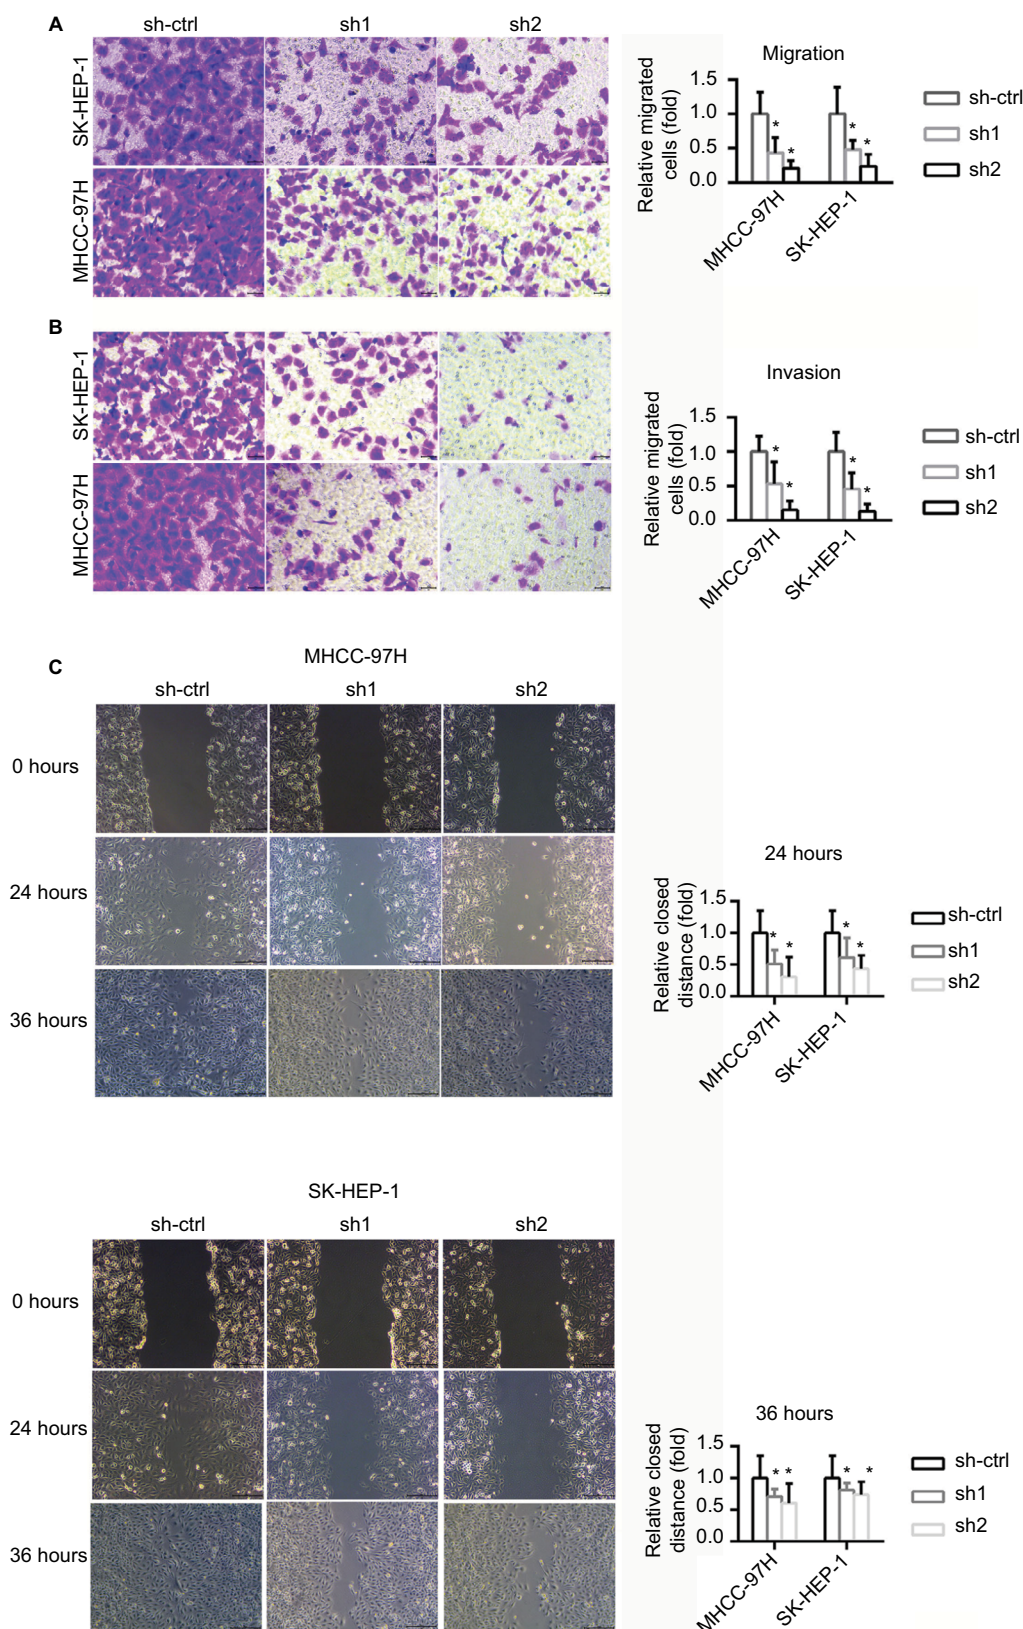 A
sh-ctrl
sh1
sh2
SK-HEP-1
MHCC-97H
Migration
Relative migrated
cells (fold)
1.5
1.0
0.5
0.0
*
*
*
*
MHCC-97H
SK-HEP-1
sh-ctrl
sh1
sh2
B
SK-HEP-1
MHCC-97H
Invasion
Relative migrated
cells (fold)
1.5
1.0
0.5
0.0
*
*
*
*
MHCC-97H
SK-HEP-1
sh-ctrl
sh1
sh2
C
MHCC-97H
sh-ctrl
sh1
sh2
0 hours
24 hours
36 hours
24 hours
Relative closed
distance (fold)
1.5
1.0
0.5
0.0
*
*
*
*
MHCC-97H
SK-HEP-1
sh-ctrl
sh1
sh2
SK-HEP-1
sh-ctrl
sh1
sh2
0 hours
24 hours
36 hours
36 hours
Relative closed
distance (fold)
1.5
1.0
0.5
0.0
*
*
*
*
MHCC-97H
SK-HEP-1
sh-ctrl
sh1
sh2